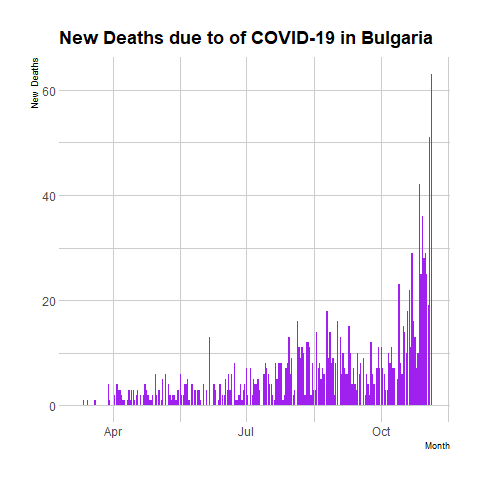 New Deaths due to of COVID-19 in Bulgaria
New Deaths
60
40
20
0
Apr
Jul
Oct
Month